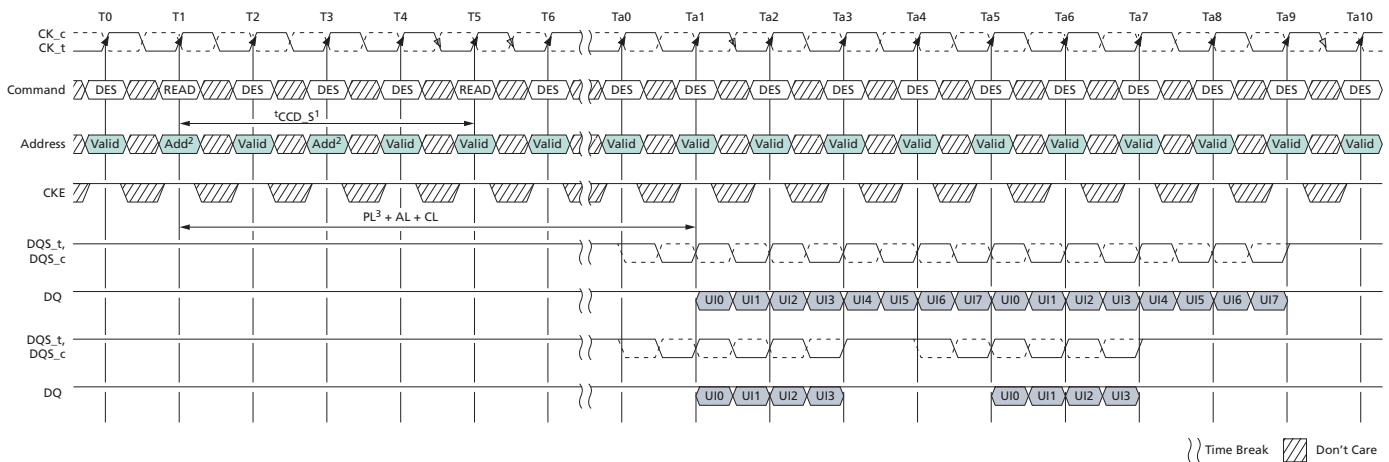 T0 T1 T2 T3 T4 T5 T6 Ta0 Ta1 Ta2 Ta3 Ta4 Ta5 Ta6 Ta7 Ta8 Ta9 Ta10
CK_c
CK_t
Command DES READ DES DES DES READ DES DES DES DES DES DES DES DES DES DES DES DES
tCCD_S1
Address Valid Add2 Valid Add2 Valid Valid Valid Valid Valid Valid Valid Valid Valid Valid Valid Valid Valid Valid
CKE
PL3 + AL + CL
DQS_t,
DQS_c
DQ UI0 UI1 UI2 UI3 UI4 UI5 UI6 UI7 UI0 UI1 UI2 UI3 UI4 UI5 UI6 UI7
DQS_t,
DQS_c
DQ UI0 UI1 UI2 UI3 UI0 UI1 UI2 UI3
Time Break Don't Care